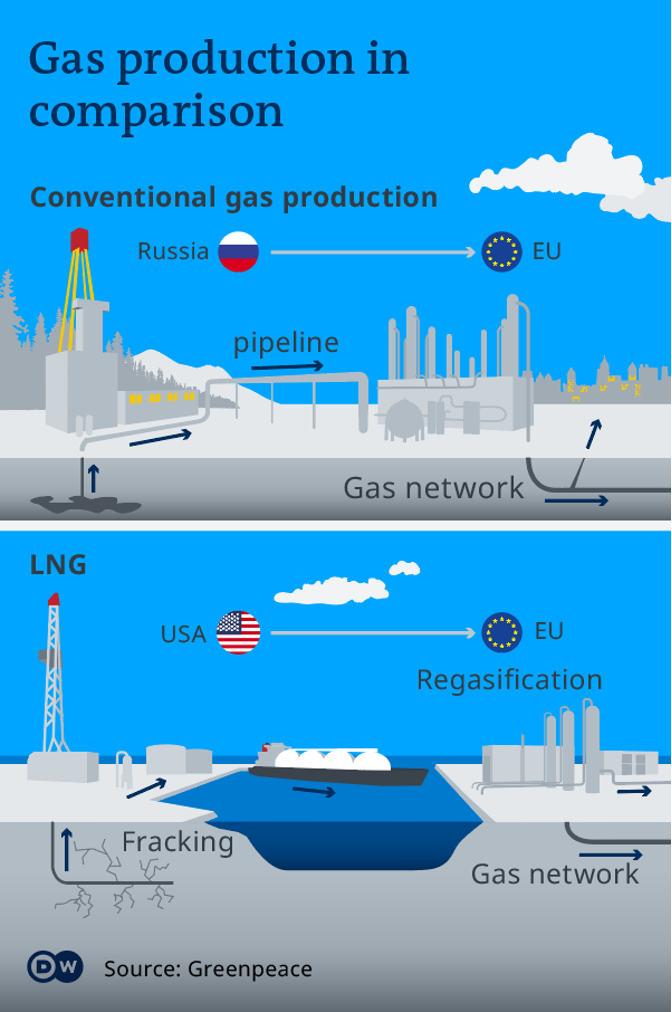 Gas production in
comparison
Conventional gas production
Russia
EU
pipeline
Gas network
LNG
USA
EU
Regasification
Fracking
Gas network
DW
Source: Greenpeace